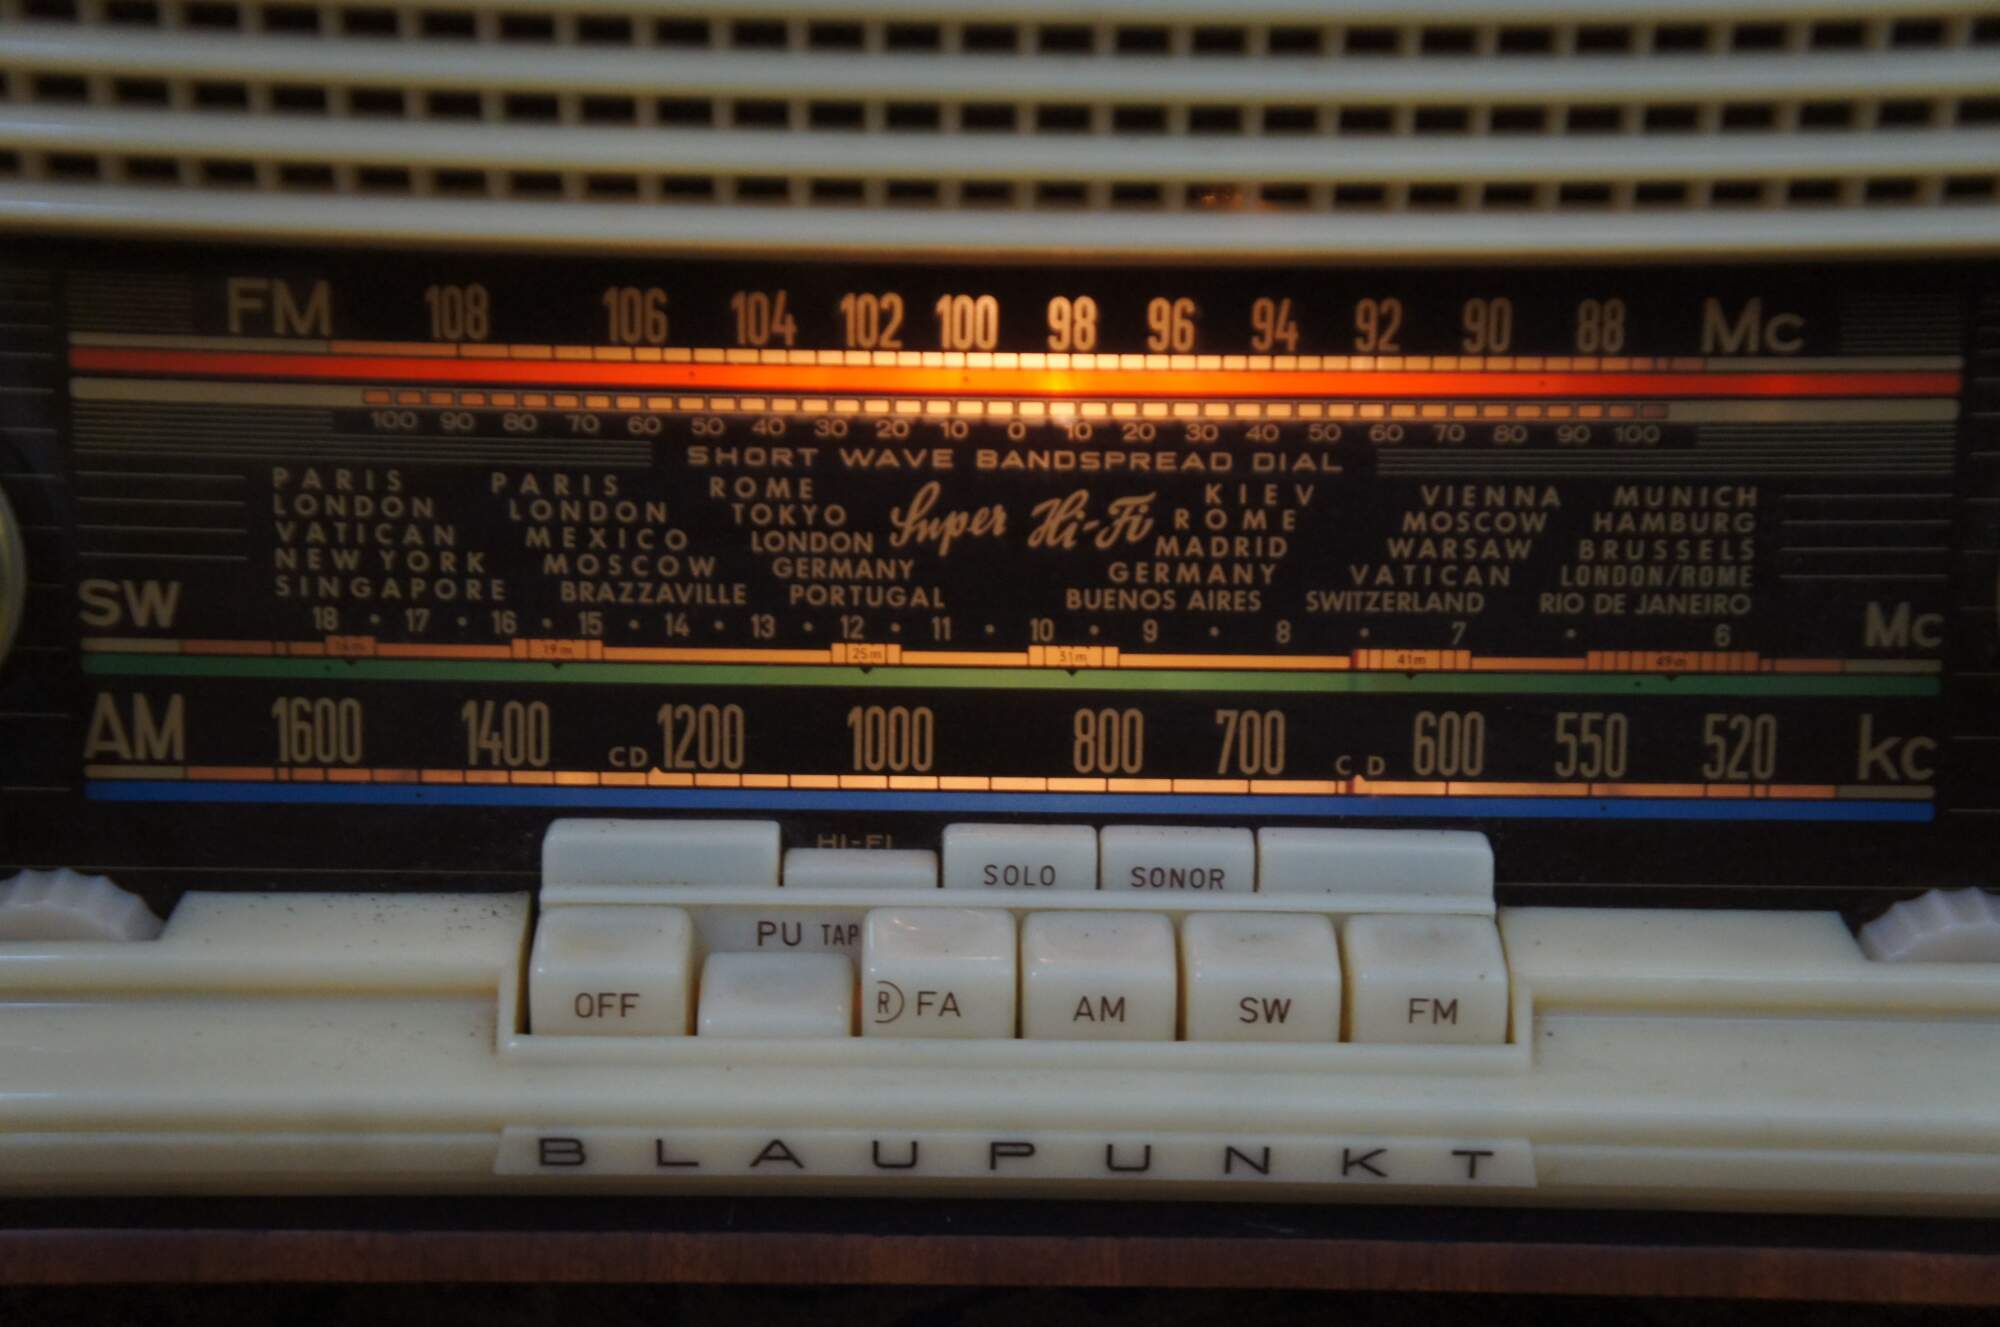 FM 108 106 104 102 100 98 96 94 92 90 88 Mc
100 90 80 70 60 50 40 30 20 10 0 10 20 30 40 50 60 70 80 90 100
SHORT WAVE BANDSPREAD DIAL
PARIS PARIS ROME KIEV VIENNA MUNICH
LONDON LONDON TOKYO Super Hi-Fi ROME MOSCOW HAMBURG
VATICAN MEXICO LONDON MADRID WARSAW BRUSSELS
NEW YORK MOSCOW GERMANY GERMANY VATICAN LONDON/ROME
SINGAPORE BRAZZAVILLE PORTUGAL BUENOS AIRES SWITZERLAND RIO DE JANEIRO
SW 18 • 17 • 16 • 15 • 14 • 13 • 12 • 11 • 10 • 9 • 8 • 7 • 6 Mc
16m 19m 25m 31m 41m 49m
AM 1600 1400 CD 1200 1000 800 700 CD 600 550 520 kc
HI-FI
SOLO SONOR
PU TAP
OFF R FA AM SW FM
BLAUPUNKT